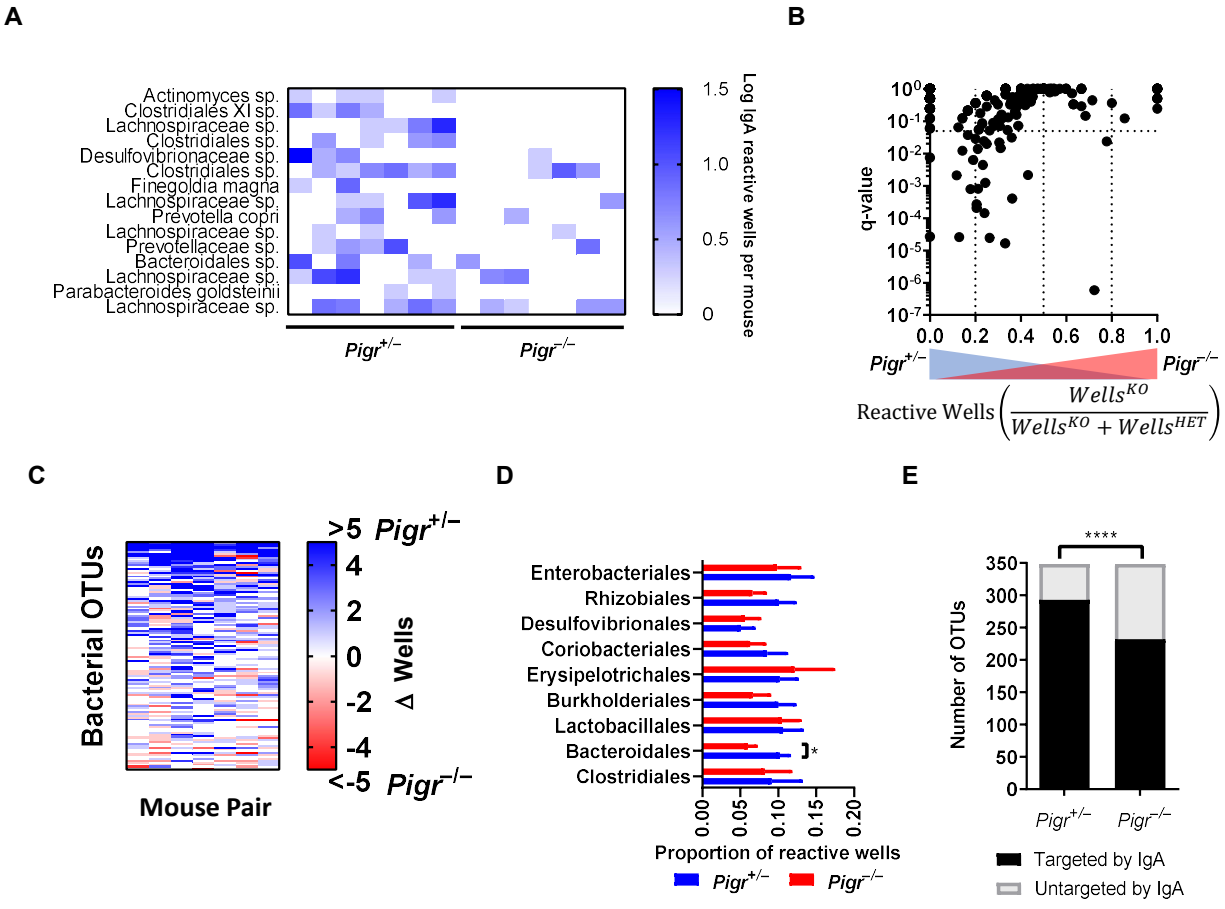 A
Actinomyces sp.
Clostridiales XI sp.
Lachnospiraceae sp.
Clostridiales sp.
Desulfovibrionaceae sp.
Clostridiales sp.
Finegoldia magna
Lachnospiraceae sp.
Prevotella copri
Lachnospiraceae sp.
Prevotellaceae sp.
Bacteroidales sp.
Lachnospiraceae sp.
Parabacteroides goldsteinii
Lachnospiraceae sp.
Pigr+/–
Pigr–/–
1.5
1.0
0.5
0
Log IgA reactive wells per mouse
B
q-value
10⁰
10⁻¹
10⁻²
10⁻³
10⁻⁴
10⁻⁵
10⁻⁶
10⁻⁷
0.0 0.2 0.4 0.6 0.8 1.0
Pigr+/–
Pigr–/–
Reactive Wells (Wells^KO / Wells^KO + Wells^HET)
C
Bacterial OTUs
Mouse Pair
>5 Pigr+/–
4
2
0
-2
-4
<-5 Pigr–/–
Δ Wells
D
Enterobacteriales
Rhizobiales
Desulfovibrionales
Coriobacteriales
Erysipelotrichales
Burkholderiales
Lactobacillales
Bacteroidales
*
Clostridiales
0.00 0.05 0.10 0.15 0.20
Proportion of reactive wells
Pigr+/–
Pigr–/–
E
****
Number of OTUs
350
300
250
200
150
100
50
0
Pigr+/–
Pigr–/–
Targeted by IgA
Untargeted by IgA